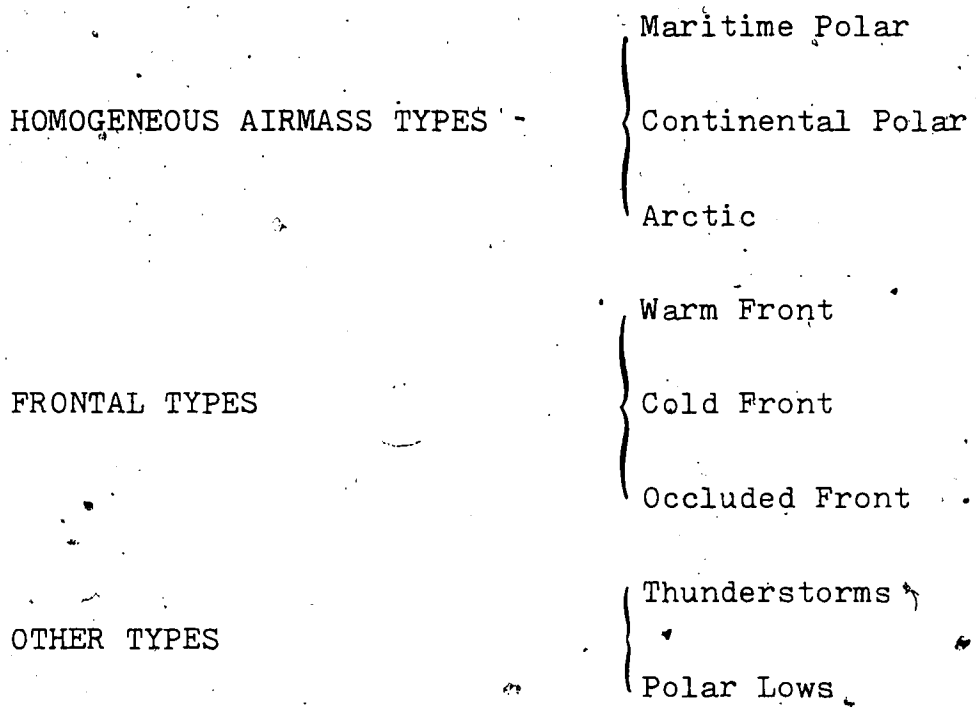 Maritime Polar
HOMOGENEOUS AIRMASS TYPES - Continental Polar
Arctic
Warm Front
FRONTAL TYPES Cold Front
Occluded Front
Thunderstorms
OTHER TYPES
Polar Lows